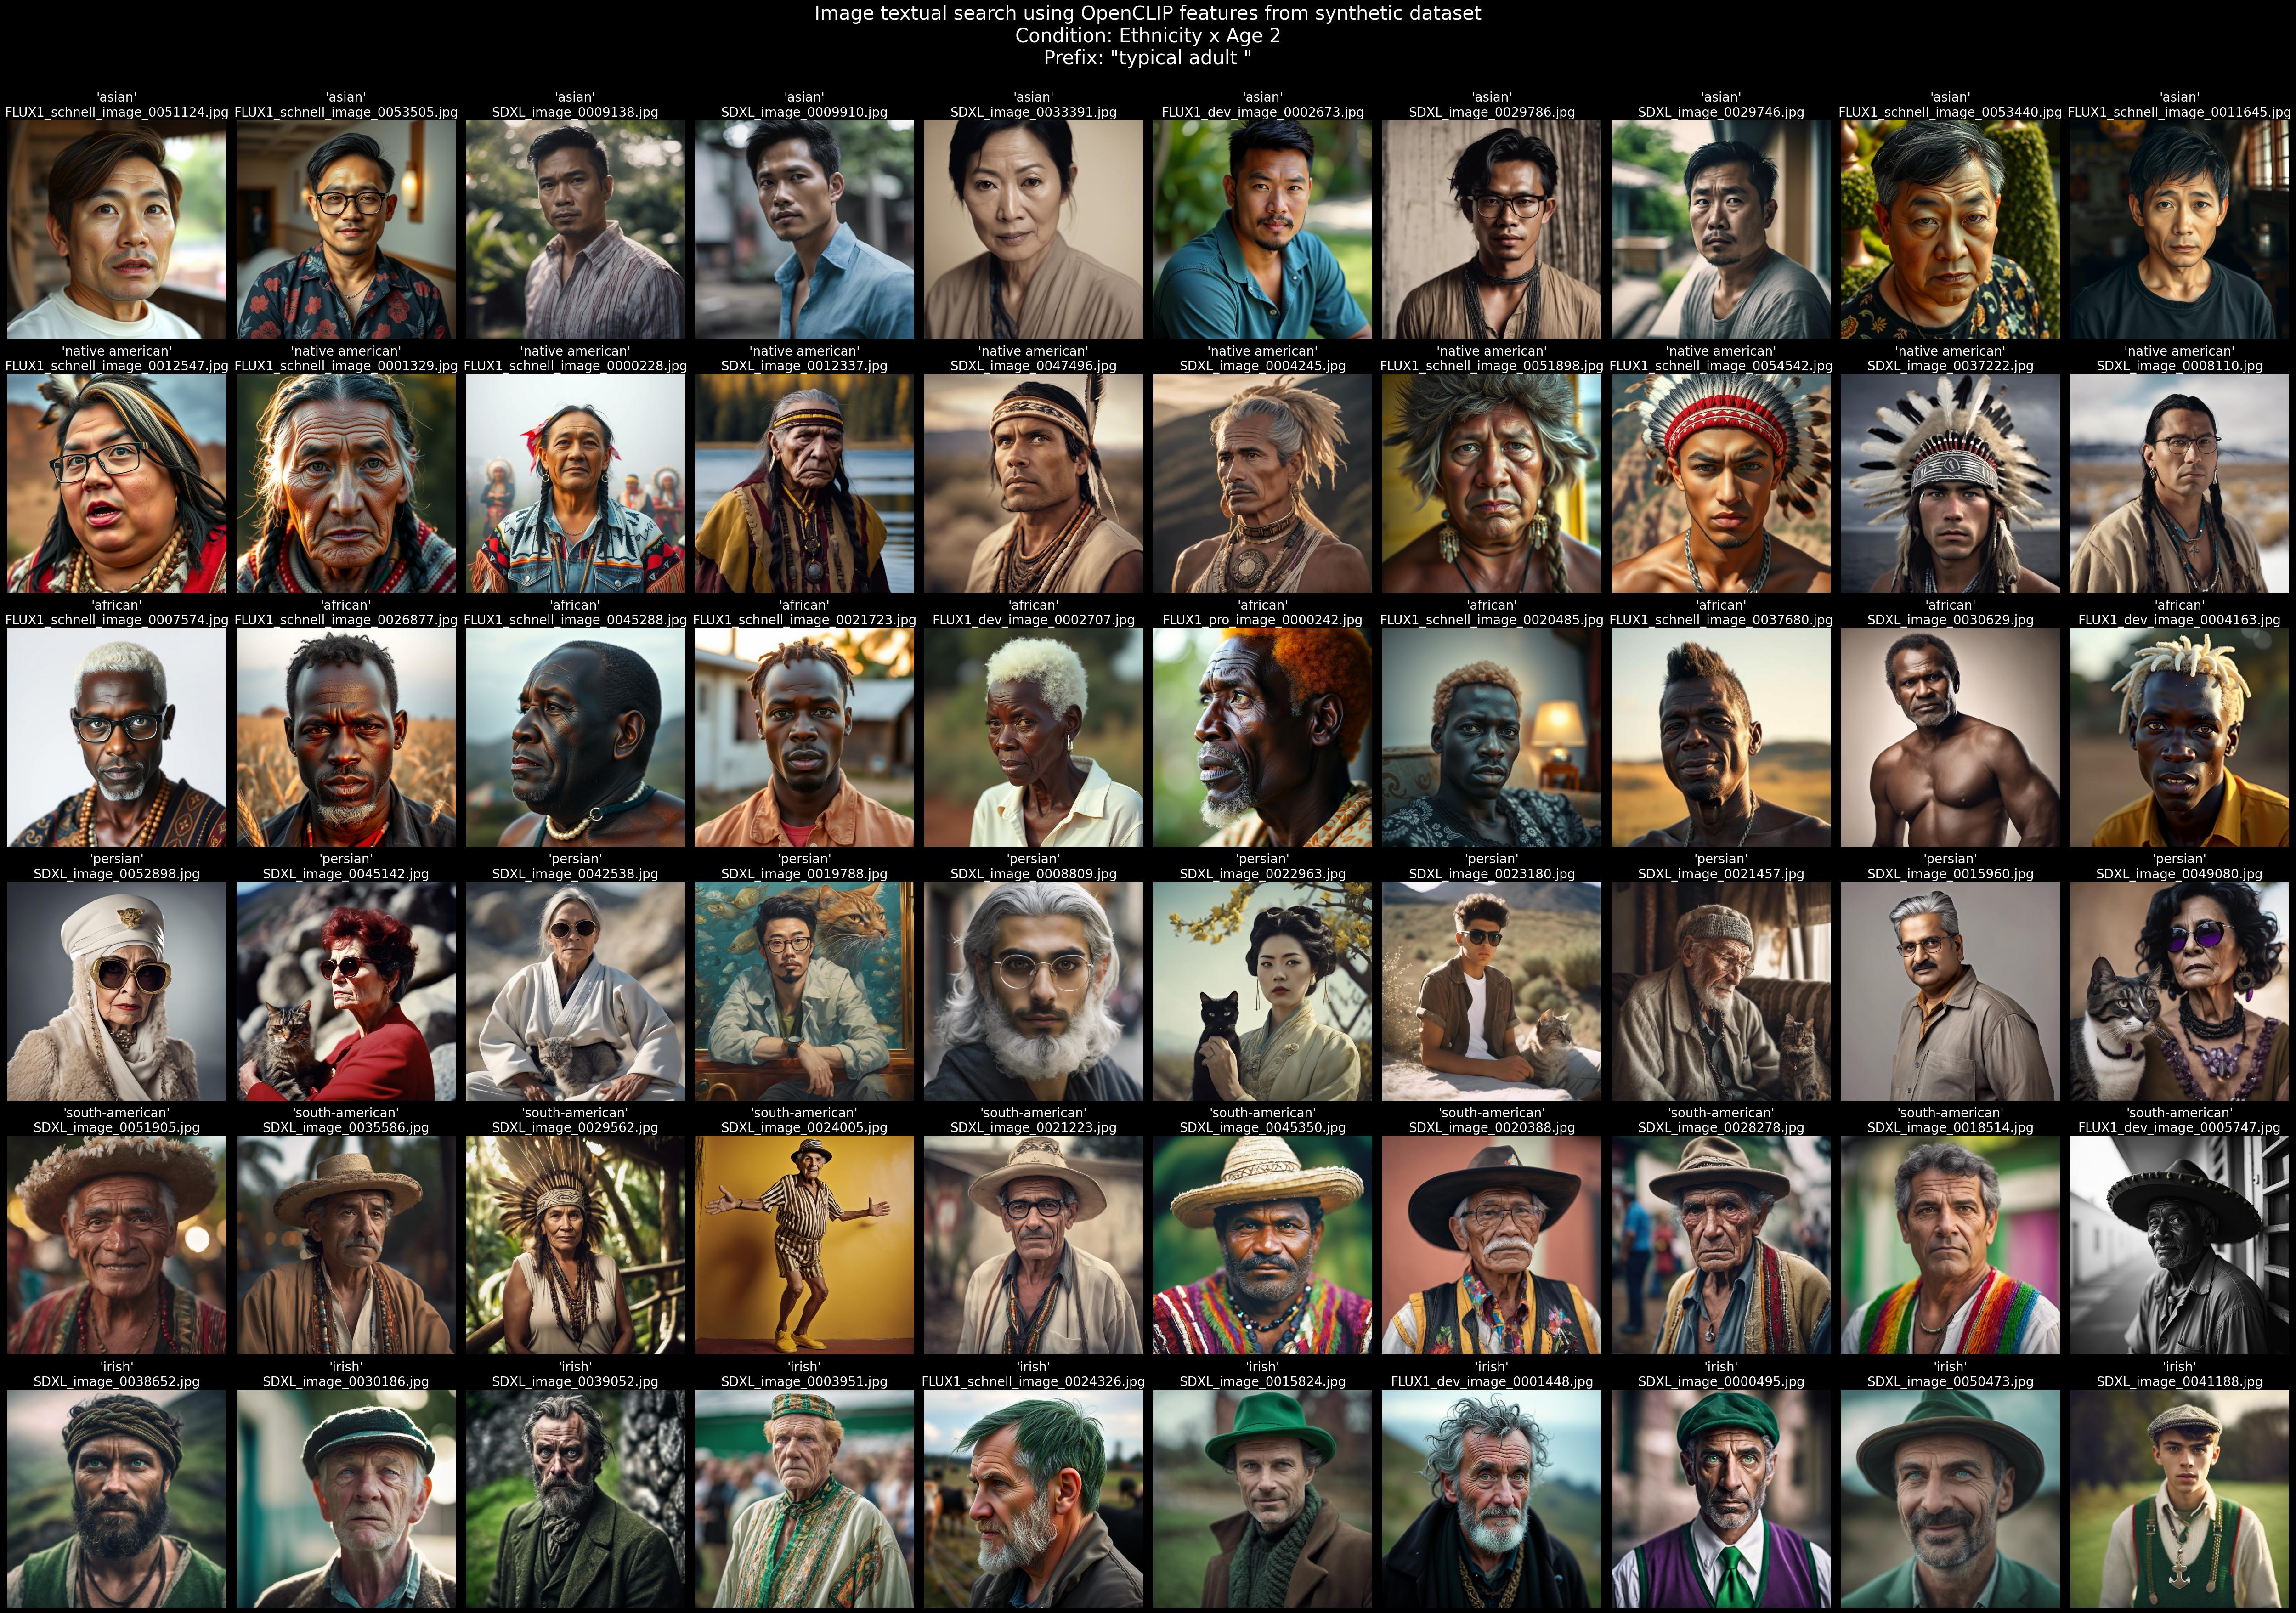 Image textual search using OpenCLIP features from synthetic dataset
Condition: Ethnicity x Age 2
Prefix: "typical adult "
'asian' 'asian' 'asian' 'asian' 'asian' 'asian' 'asian' 'asian' 'asian' 'asian'
FLUX1_schnell_image_0051124.jpg FLUX1_schnell_image_0053505.jpg SDXL_image_0009138.jpg SDXL_image_0009910.jpg SDXL_image_0033391.jpg FLUX1_dev_image_0002673.jpg SDXL_image_0029786.jpg SDXL_image_0029746.jpg FLUX1_schnell_image_0053440.jpg FLUX1_schnell_image_0011645.jpg
'native american' 'native american' 'native american' 'native american' 'native american' 'native american' 'native american' 'native american' 'native american' 'native american'
FLUX1_schnell_image_0012547.jpg FLUX1_schnell_image_0001329.jpg FLUX1_schnell_image_0000228.jpg SDXL_image_0012337.jpg SDXL_image_0047496.jpg SDXL_image_0004245.jpg FLUX1_schnell_image_0051898.jpg FLUX1_schnell_image_0054542.jpg SDXL_image_0037222.jpg SDXL_image_0008110.jpg
'african' 'african' 'african' 'african' 'african' 'african' 'african' 'african' 'african' 'african'
FLUX1_schnell_image_0007574.jpg FLUX1_schnell_image_0026877.jpg FLUX1_schnell_image_0045288.jpg FLUX1_schnell_image_0021723.jpg FLUX1_dev_image_0002707.jpg FLUX1_pro_image_0000242.jpg FLUX1_schnell_image_0020485.jpg FLUX1_schnell_image_0037680.jpg SDXL_image_0030629.jpg FLUX1_dev_image_0004163.jpg
'persian' 'persian' 'persian' 'persian' 'persian' 'persian' 'persian' 'persian' 'persian' 'persian'
SDXL_image_0052898.jpg SDXL_image_0045142.jpg SDXL_image_0042538.jpg SDXL_image_0019788.jpg SDXL_image_0008809.jpg SDXL_image_0022963.jpg SDXL_image_0023180.jpg SDXL_image_0021457.jpg SDXL_image_0015960.jpg SDXL_image_0049080.jpg
'south-american' 'south-american' 'south-american' 'south-american' 'south-american' 'south-american' 'south-american' 'south-american' 'south-american' 'south-american'
SDXL_image_0051905.jpg SDXL_image_0035586.jpg SDXL_image_0029562.jpg SDXL_image_0024005.jpg SDXL_image_0021223.jpg SDXL_image_0045350.jpg SDXL_image_0020388.jpg SDXL_image_0028278.jpg SDXL_image_0018514.jpg FLUX1_dev_image_0005747.jpg
'irish' 'irish' 'irish' 'irish' 'irish' 'irish' 'irish' 'irish' 'irish' 'irish'
SDXL_image_0038652.jpg SDXL_image_0030186.jpg SDXL_image_0039052.jpg SDXL_image_0003951.jpg FLUX1_schnell_image_0024326.jpg SDXL_image_0015824.jpg FLUX1_dev_image_0001448.jpg SDXL_image_0000495.jpg SDXL_image_0050473.jpg SDXL_image_0041188.jpg